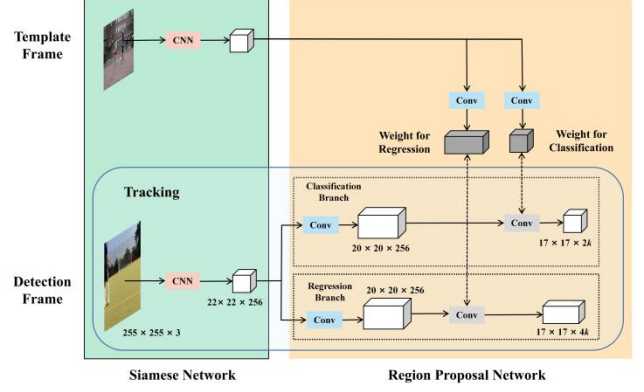 Template
Frame
CNN
Conv
Conv
Weight for
Regression
Weight for
Classification
Tracking
Classification
Branch
Conv
20 × 20 × 256
Conv
17 × 17 × 2k
Detection
Frame
CNN
22× 22 × 256
255 × 255 × 3
Regression
Branch
20 × 20 × 256
Conv
Conv
17 × 17 × 4k
Siamese Network
Region Proposal Network